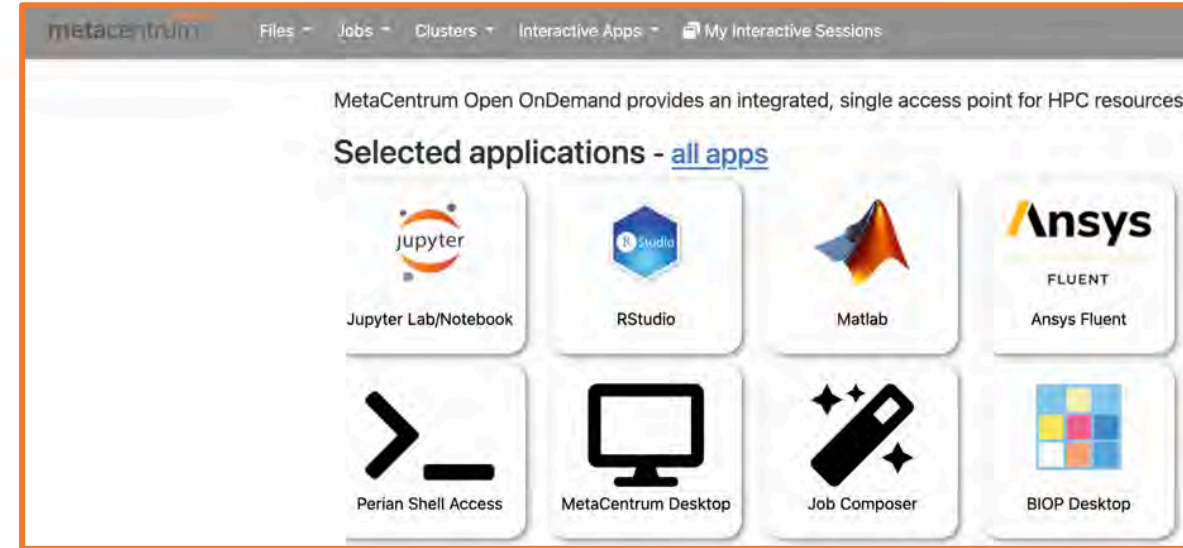 metacentrum Files Jobs Clusters Interactive Apps My Interactive Sessions
MetaCentrum Open OnDemand provides an integrated, single access point for HPC resources
Selected applications - all apps
jupyter
R Studio
Ansys
FLUENT
Jupyter Lab/Notebook RStudio Matlab Ansys Fluent
Perian Shell Access MetaCentrum Desktop Job Composer BIOP Desktop